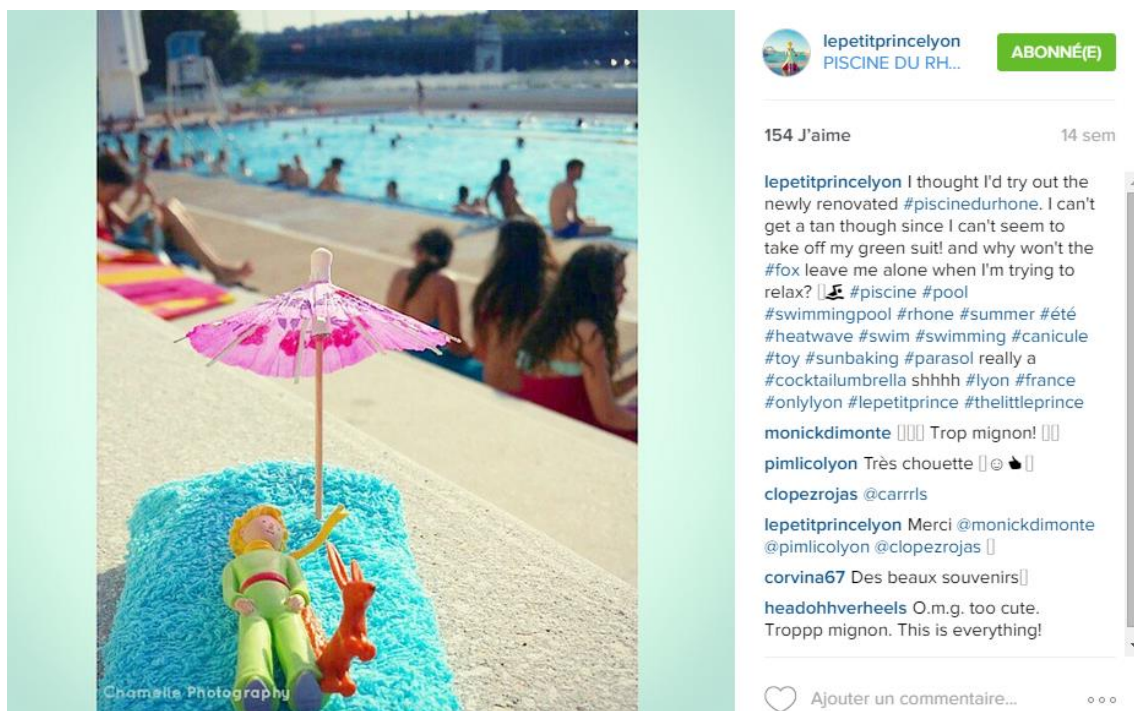 lepetitprincelyon
PISCINE DU RH...
ABONNÉ(E)
154 J'aime
14 sem
lepetitprincelyon I thought I'd try out the
newly renovated #piscinedurhone. I can't
get a tan though since I can't seem to
take off my green suit! and why won't the
#fox leave me alone when I'm trying to
relax? #piscine #pool
#swimmingpool #rhone #summer #été
#heatwave #swim #swimming #canicule
#toy #sunbaking #parasol really a
#cocktailumbrella shhhh #lyon #france
#onlylyon #lepetitprince #thelittleprince
monickdimonte Trop mignon!
pimlicolyon Très chouette
clopezrojas @carrrls
lepetitprincelyon Merci @monickdimonte
@pimlicolyon @clopezrojas
corvina67 Des beaux souvenirs
headohhverheels O.m.g. too cute.
Troppp mignon. This is everything!
Ajouter un commentaire...
Chamelle Photography